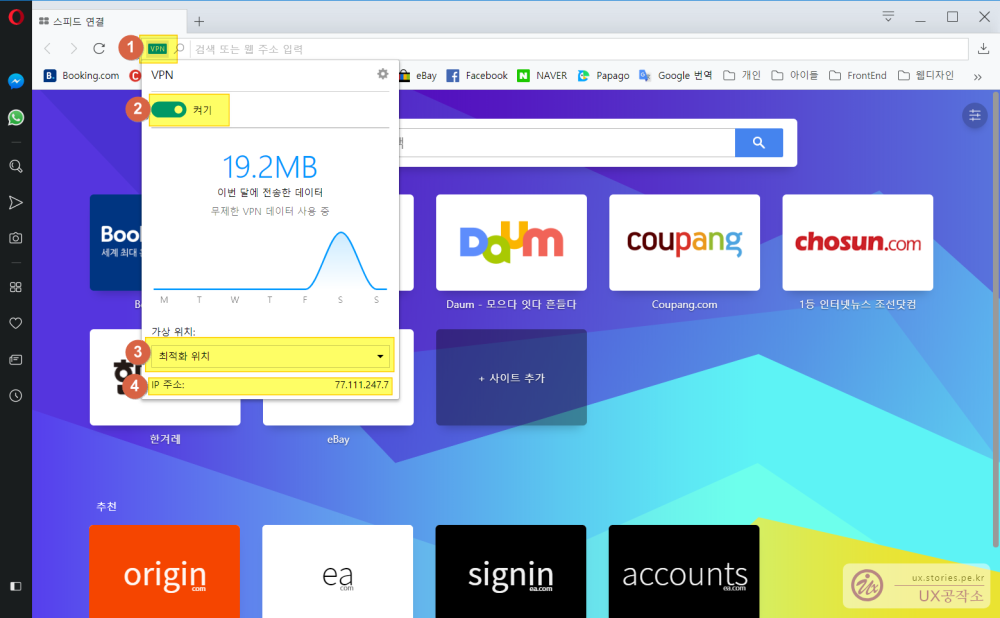 스피드 연결
1
VPN
검색 또는 웹 주소 입력
B.
Booking.com
eBay
Facebook
N
NAVER
Papago
Google 번역
개인
아이들
FrontEnd
웹디자인
VPN
2
켜기
19.2MB
이번 달에 전송한 데이터
무제한 VPN 데이터 사용 중
M T W T F S S
가상 위치:
3
최적화 위치
4
IP 주소:
77.111.247.7
세계 최대
Daum
coupang
chosun.com
Daum - 모으다 잇다 흔들다
Coupang.com
1등 인터넷뉴스 조선닷컴
+ 사이트 추가
한겨레
eBay
추천
origin
.com
ea
.com
signin
ea.com
accounts
ea.com
Ux
ux.stories.pe.kr
UX공작소